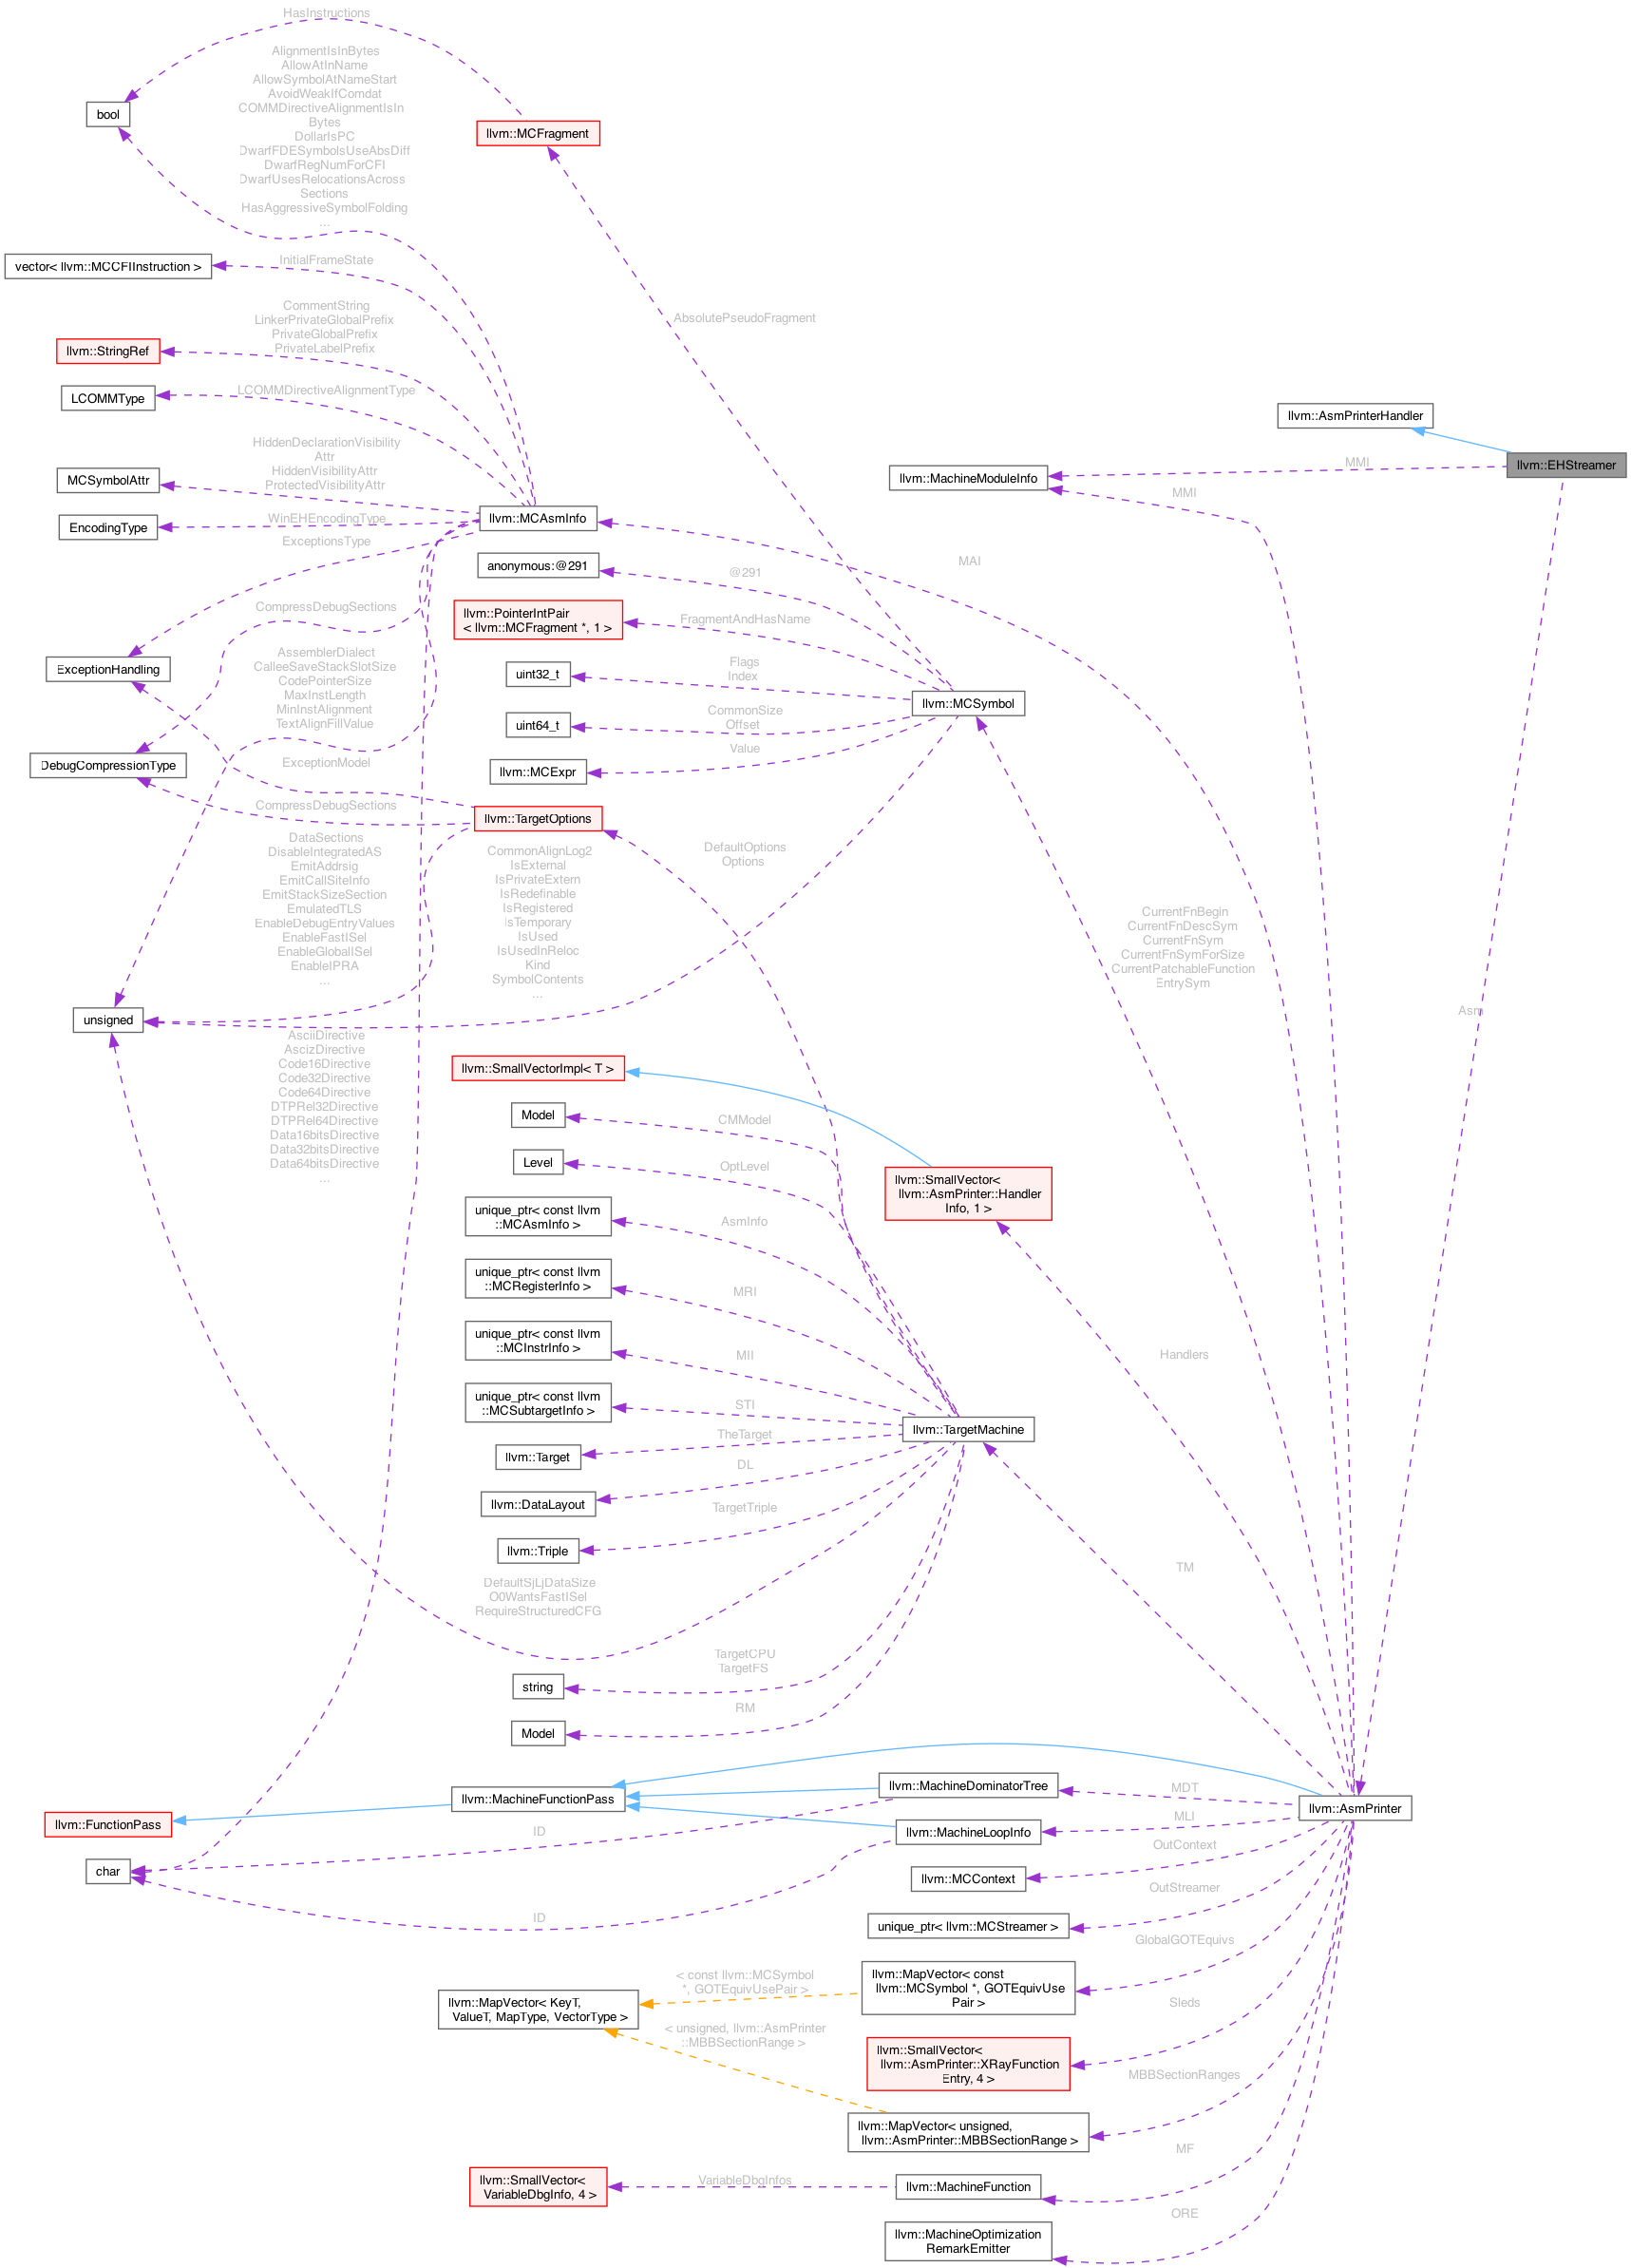 HasInstructions
AlignmentIsInBytes
AllowAtInName
AllowSymbolAtNameStart
AvoidWeakIfComdat
COMMDirectiveAlignmentIsIn
Bytes
DollarIsPC
DwarfFDESymbolsUseAbsDiff
DwarfRegNumForCFI
DwarfUsesRelocationsAcross
Sections
HasAggressiveSymbolFolding
...
bool
llvm::MCFragment
vector< llvm::MCCFIInstruction >
InitialFrameState
CommentString
LinkerPrivateGlobalPrefix
PrivateGlobalPrefix
PrivateLabelPrefix
llvm::StringRef
AbsolutePseudoFragment
LCOMMType
LCOMMDirectiveAlignmentType
llvm::AsmPrinterHandler
HiddenDeclarationVisibility
Attr
HiddenVisibilityAttr
ProtectedVisibilityAttr
MCSymbolAttr
llvm::MachineModuleInfo
MMI
llvm::EHStreamer
MMI
EncodingType
WinEHEncodingType
llvm::MCAsmInfo
ExceptionsType
MAI
anonymous:@291
@291
CompressDebugSections
llvm::PointerIntPair
< llvm::MCFragment *, 1 >
FragmentAndHasName
ExceptionHandling
AssemblerDialect
CalleeSaveStackSlotSize
CodePointerSize
MaxInstLength
MinInstAlignment
TextAlignFillValue
uint32_t
Flags
Index
llvm::MCSymbol
uint64_t
CommonSize
Offset
DebugCompressionType
ExceptionModel
llvm::MCExpr
Value
CompressDebugSections
llvm::TargetOptions
DataSections
DisableIntegratedAS
EmitAddrsig
EmitCallSiteInfo
EmitStackSizeSection
EmulatedTLS
EnableDebugEntryValues
EnableFastISel
EnableGlobalISel
EnableIPRA
...
CommonAlignLog2
IsExternal
IsPrivateExtern
IsRedefinable
IsRegistered
IsTemporary
IsUsed
IsUsedInReloc
Kind
SymbolContents
...
DefaultOptions
Options
CurrentFnBegin
CurrentFnDescSym
CurrentFnSym
CurrentFnSymForSize
CurrentPatchableFunction
EntrySym
Asm
unsigned
AsciiDirective
AscizDirective
Code16Directive
Code32Directive
Code64Directive
DTPRel32Directive
DTPRel64Directive
Data16bitsDirective
Data32bitsDirective
Data64bitsDirective
...
llvm::SmallVectorImpl< T >
Model
CMModel
Level
OptLevel
llvm::SmallVector<
llvm::AsmPrinter::Handler
Info, 1 >
unique_ptr< const llvm
::MCAsmInfo >
AsmInfo
unique_ptr< const llvm
::MCRegisterInfo >
MRI
unique_ptr< const llvm
::MCInstrInfo >
MII
Handlers
unique_ptr< const llvm
::MCSubtargetInfo >
STI
llvm::TargetMachine
llvm::Target
TheTarget
llvm::DataLayout
DL
llvm::Triple
TargetTriple
TM
DefaultSjLjDataSize
O0WantsFastISel
RequireStructuredCFG
string
TargetCPU
TargetFS
Model
RM
llvm::MachineFunctionPass
llvm::MachineDominatorTree
MDT
llvm::AsmPrinter
llvm::FunctionPass
ID
llvm::MachineLoopInfo
MLI
char
llvm::MCContext
OutContext
ID
unique_ptr< llvm::MCStreamer >
OutStreamer
GlobalGOTEquivs
llvm::MapVector< const
llvm::MCSymbol *, GOTEquivUse
Pair >
< const llvm::MCSymbol
*, GOTEquivUsePair >
llvm::MapVector< KeyT,
ValueT, MapType, VectorType >
Sleds
< unsigned, llvm::AsmPrinter
::MBBSectionRange >
llvm::SmallVector<
llvm::AsmPrinter::XRayFunction
Entry, 4 >
MBBSectionRanges
llvm::MapVector< unsigned,
llvm::AsmPrinter::MBBSectionRange >
MF
llvm::SmallVector<
VariableDbgInfo, 4 >
VariableDbgInfos
llvm::MachineFunction
ORE
llvm::MachineOptimization
RemarkEmitter